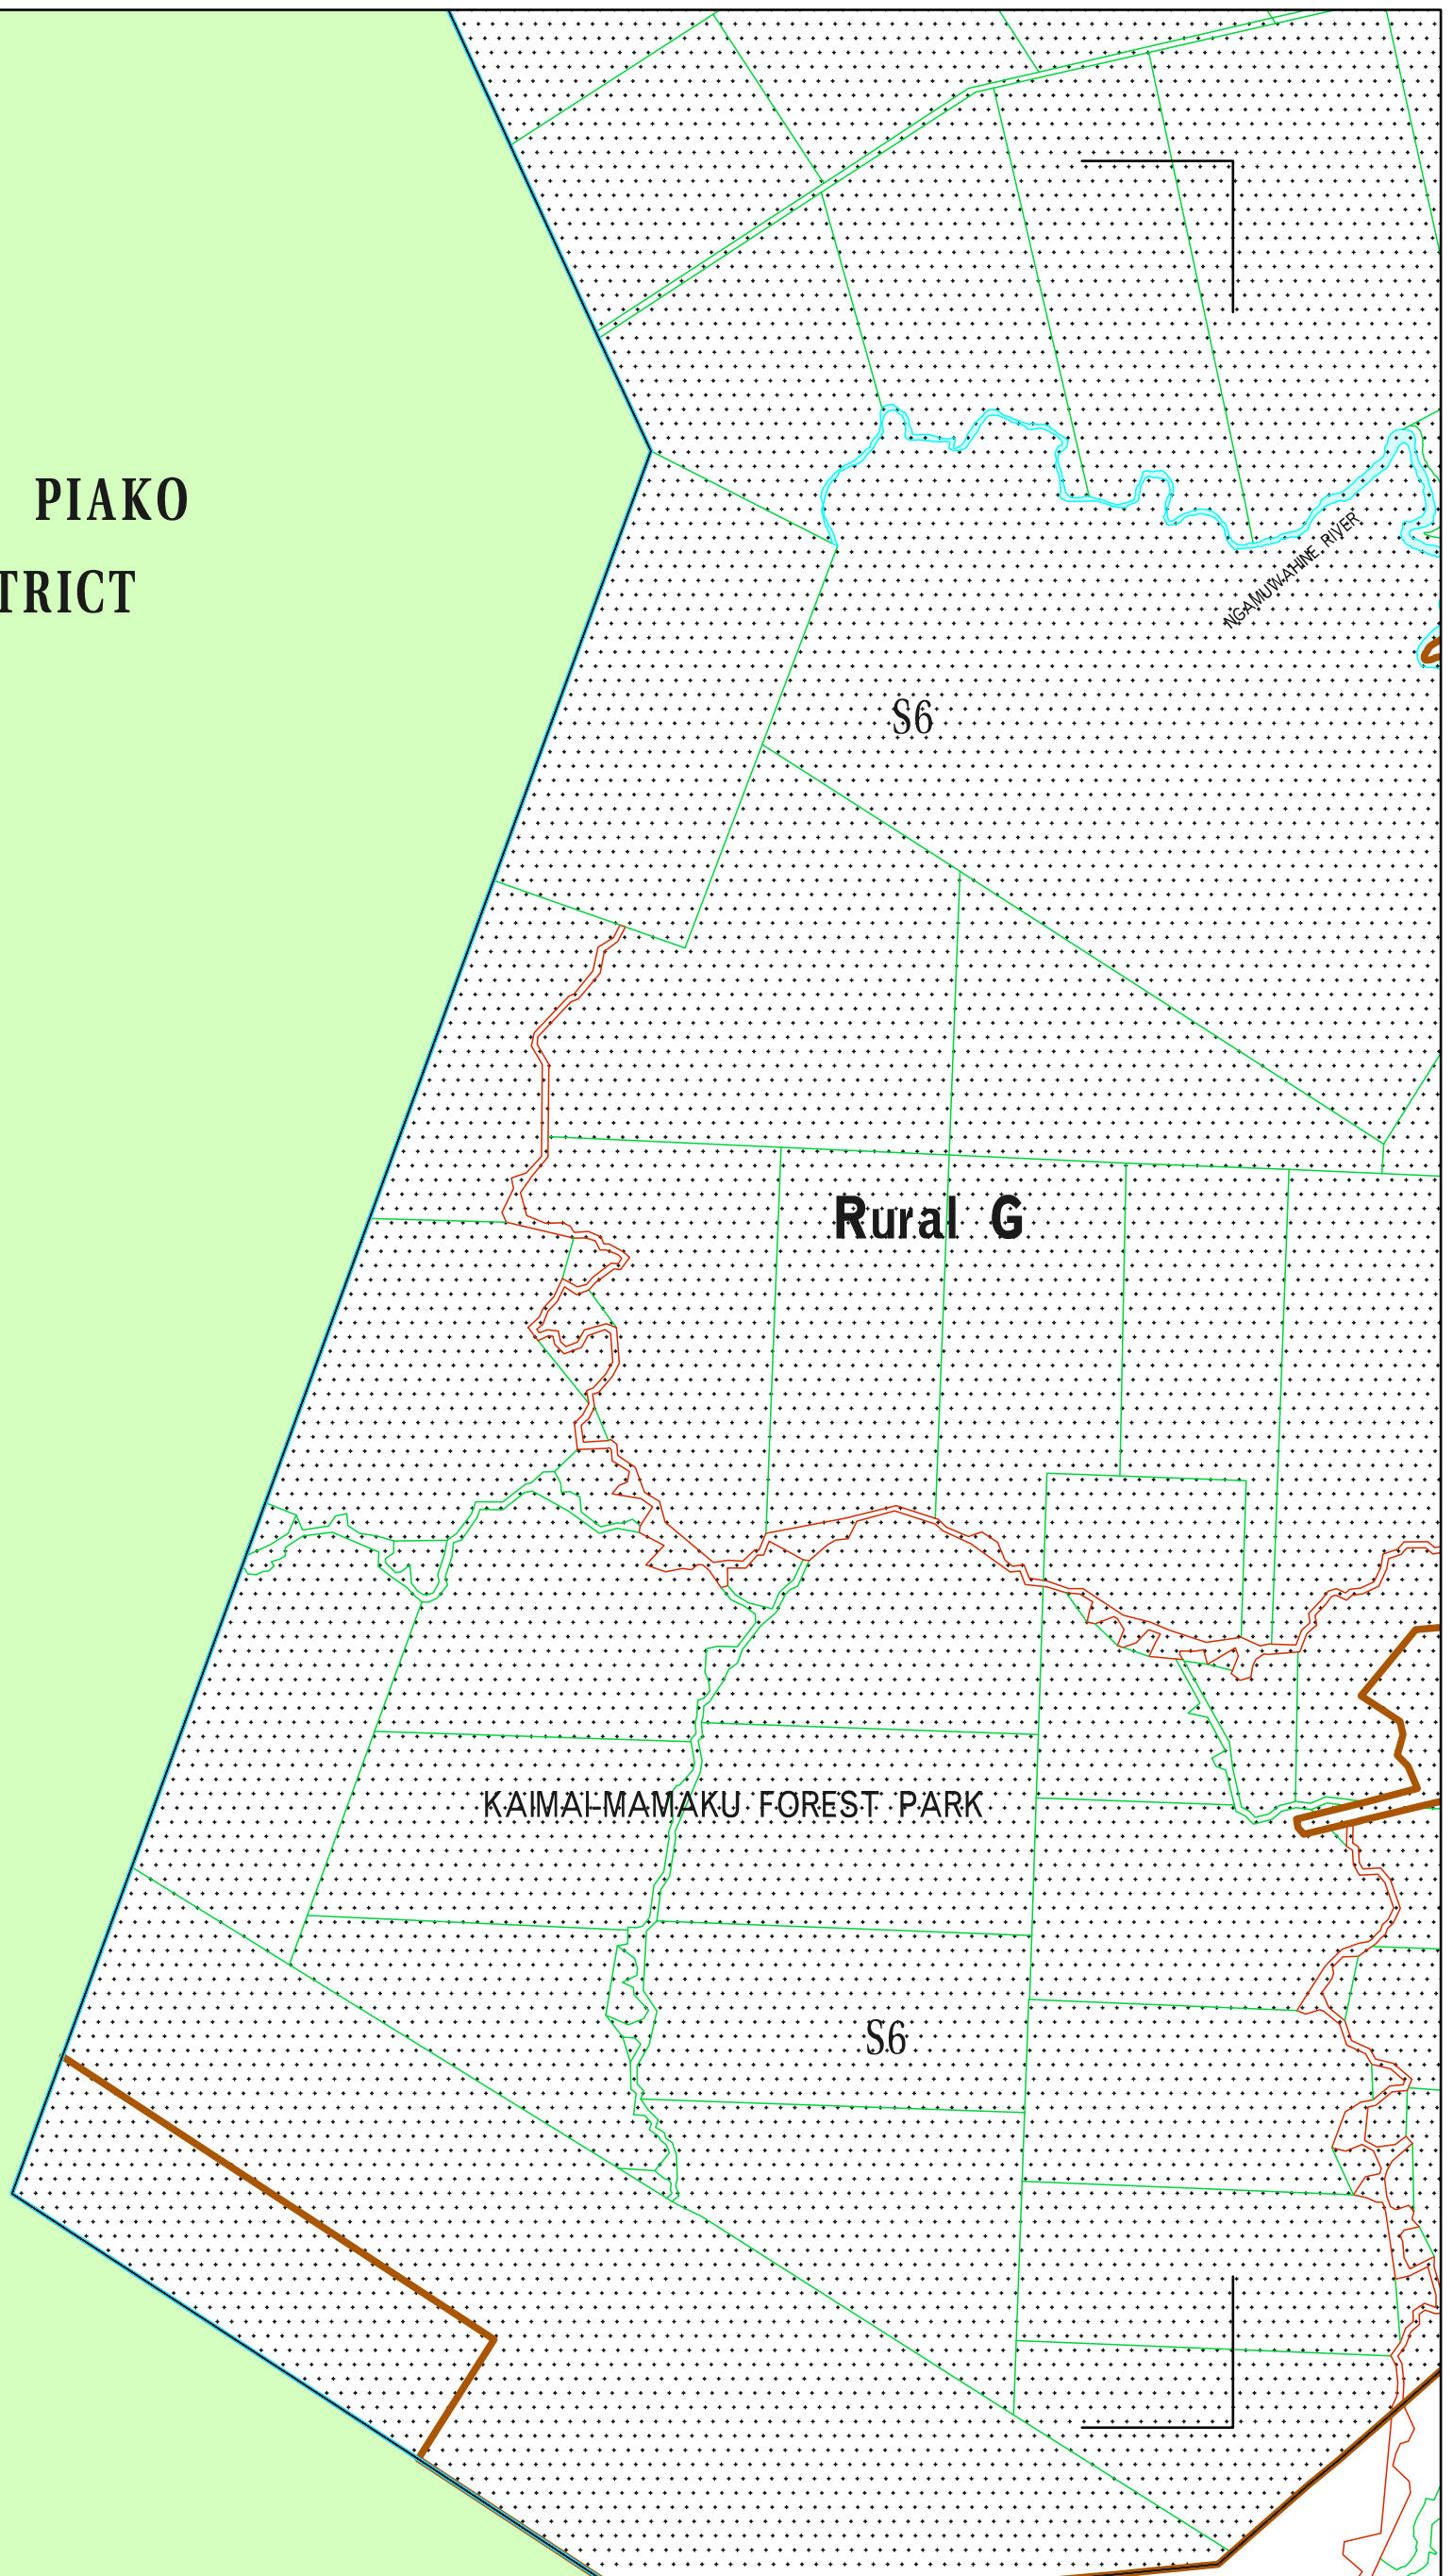 PIAKO
TRICT
NGAMUWAHINE RIVER
S6
Rural G
KAIMAI-MAMAKU FOREST PARK
S6